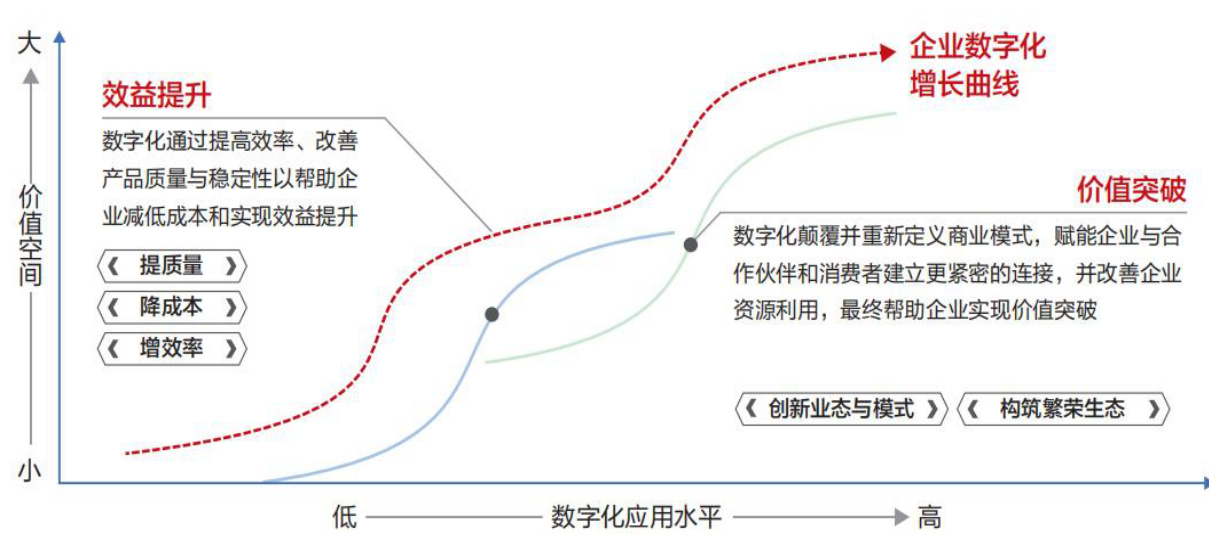 大
价值空间
小
效益提升
数字化通过提高效率、改善
产品质量与稳定性以帮助企
业减低成本和实现效益提升
提质量
降成本
增效率
企业数字化
增长曲线
价值突破
数字化颠覆并重新定义商业模式，赋能企业与合
作伙伴和消费者建立更紧密的连接，并改善企业
资源利用，最终帮助企业实现价值突破
创新业态与模式
构筑繁荣生态
低
数字化应用水平
高